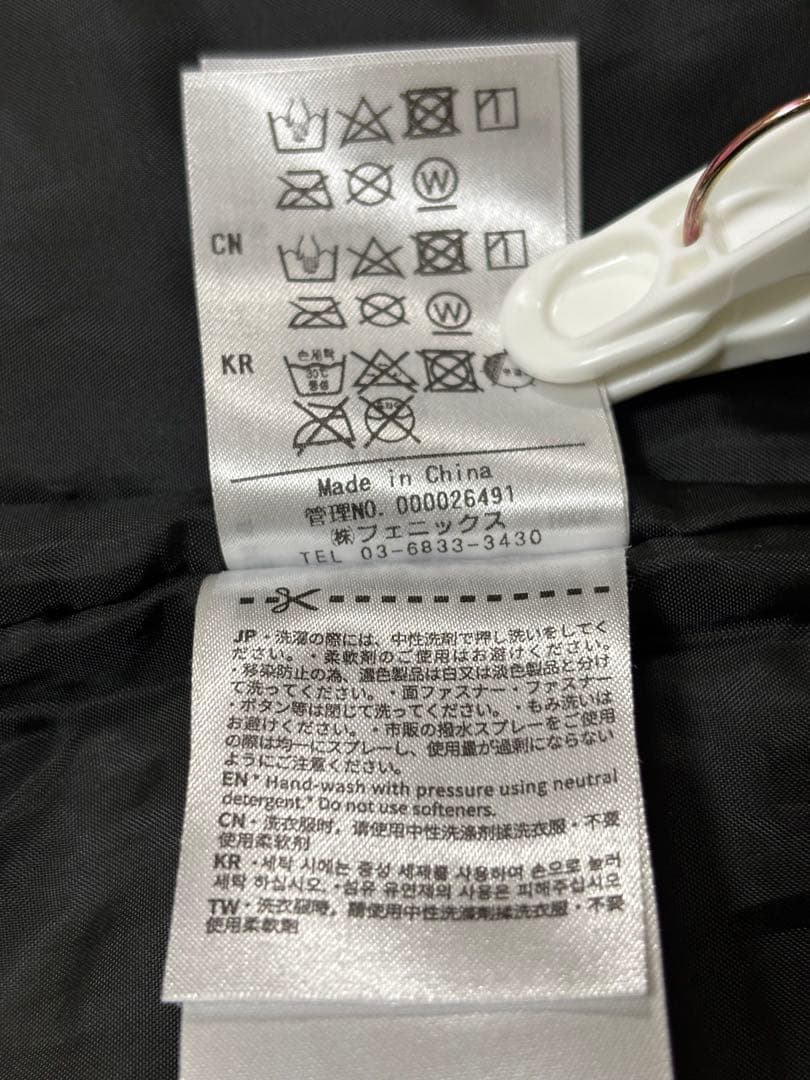 W
CN
W
KR
손세탁
30℃
중성
Made in China
管理NO. 000026491
㈱フェニックス
TEL 03-6833-3430
JP・洗濯の際には、中性洗剤で押し洗いをしてく
ださい。・柔軟剤のご使用はお避けください。
・移染防止の為、濃色製品は白又は淡色製品と分け
て洗ってください。・面ファスナー・ファスナー
・ボタン等は閉じて洗ってください。・もみ洗いは
お避けください。・市販の撥水スプレーをご使用
の際は均一にスプレーし、使用量が過剰にならない
ようにご注意ください。
EN* Hand-wash with pressure using neutral
detergent.* Do not use softeners.
CN・洗衣服时，请使用中性洗涤剂揉洗衣服・不要
使用柔软剂
KR・세탁 시에는 중성 세제를 사용하여 손으로 눌러
세탁 하십시오.・섬유 유연제의 사용은 피해주십시오
TW・洗衣服時，請使用中性洗滌劑揉洗衣服・不要
使用柔軟劑